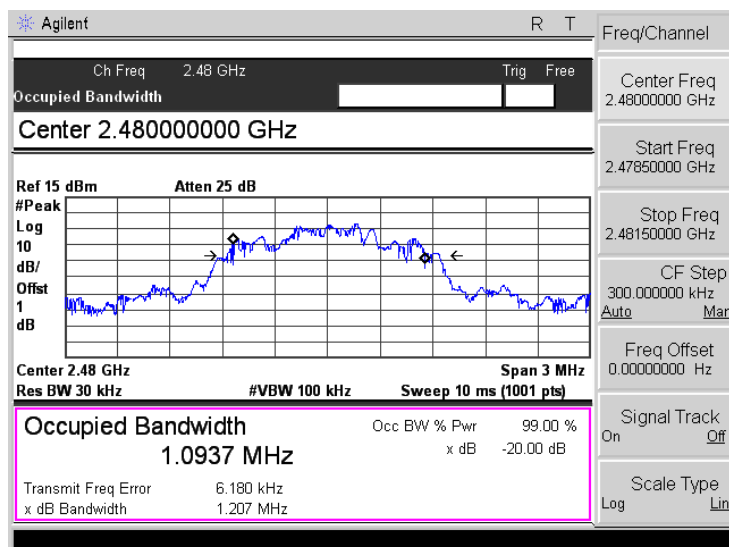 Agilent R T
Ch Freq 2.48 GHz Trig Free
Occupied Bandwidth
Center 2.480000000 GHz
Ref 15 dBm Atten 25 dB
#Peak
Log
10
dB/
Offst
1
dB
Center 2.48 GHz Span 3 MHz
Res BW 30 kHz #VBW 100 kHz Sweep 10 ms (1001 pts)
Occupied Bandwidth
1.0937 MHz
Occ BW % Pwr 99.00 %
x dB -20.00 dB
Transmit Freq Error 6.180 kHz
x dB Bandwidth 1.207 MHz
Freq/Channel
Center Freq
2.48000000 GHz
Start Freq
2.47850000 GHz
Stop Freq
2.48150000 GHz
CF Step
300.000000 kHz
Auto Man
Freq Offset
0.00000000 Hz
Signal Track
On Off
Scale Type
Log Lin